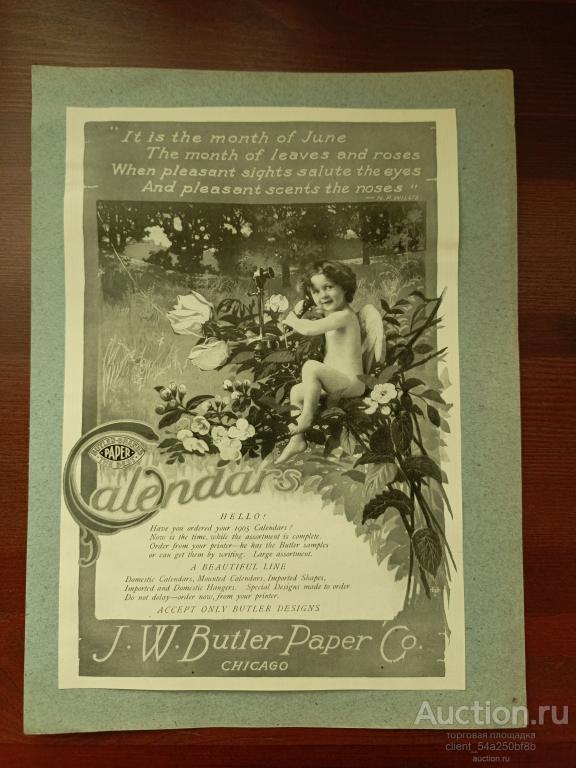 "It is the month of June
The month of leaves and roses
When pleasant sights salute the eyes
And pleasant scents the noses"
— N. P. WILLIS
BUTLER BRANDS
PAPER
ARE BEST
Calendars
HELLO!
Have you ordered your 1905 Calendars?
Now is the time, while the assortment is complete.
Order from your printer—he has the Butler samples
or can get them by writing. Large assortment.
A BEAUTIFUL LINE
Domestic Calendars, Mounted Calendars, Imported Shapes,
Imported and Domestic Hangers. Special Designs made to order.
Do not delay—order now, from your printer.
ACCEPT ONLY BUTLER DESIGNS
J. W. Butler Paper Co.
CHICAGO
Auction.ru
торговая площадка
client_54a250bf8b
auction.ru